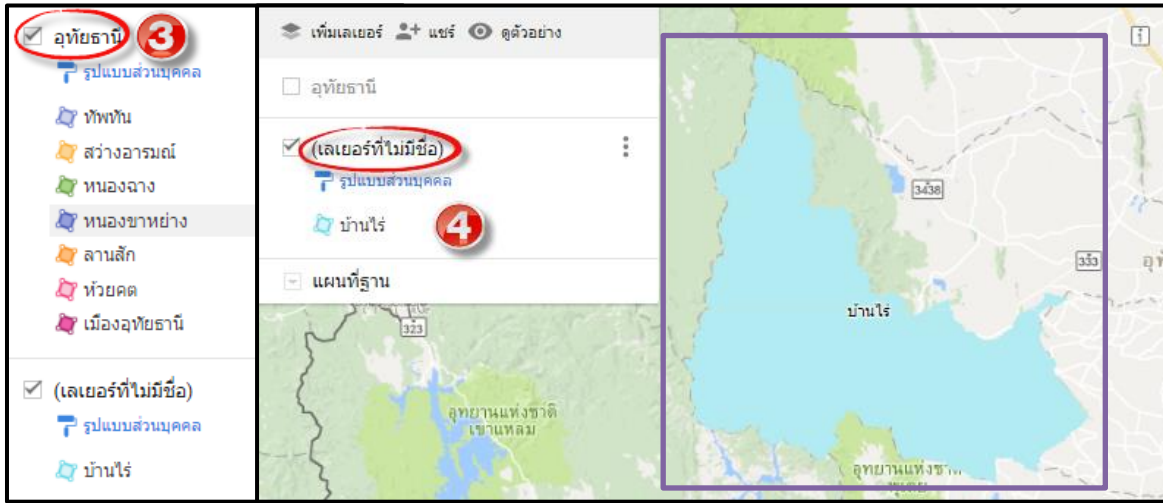 อุทัยธานี 3
รูปแบบส่วนบุคคล
ทัพทัน
สว่างอารมณ์
หนองฉาง
หนองขาหย่าง
ลานสัก
ห้วยคต
เมืองอุทัยธานี
(เลเยอร์ที่ไม่มีชื่อ)
รูปแบบส่วนบุคคล
บ้านไร่
เพิ่มเลเยอร์ แชร์ ดูตัวอย่าง
อุทัยธานี
(เลเยอร์ที่ไม่มีชื่อ)
รูปแบบส่วนบุคคล
บ้านไร่ 4
แผนที่ฐาน
323
อุทยานแห่งชาติ
เขาแหลม
3438
333
บ้านไร่
อุทยานแห่งชาติ
พุเตย